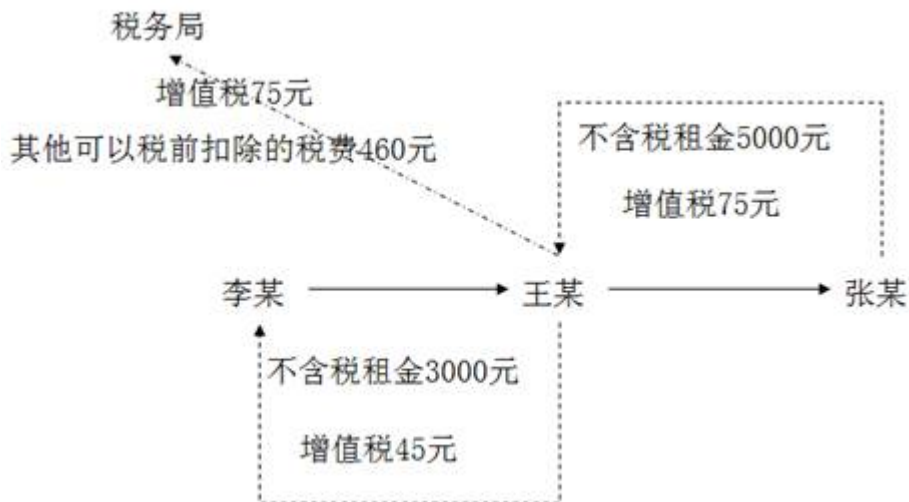 税务局
增值税75元
其他可以税前扣除的税费460元
不含税租金5000元
增值税75元
李某
王某
张某
不含税租金3000元
增值税45元